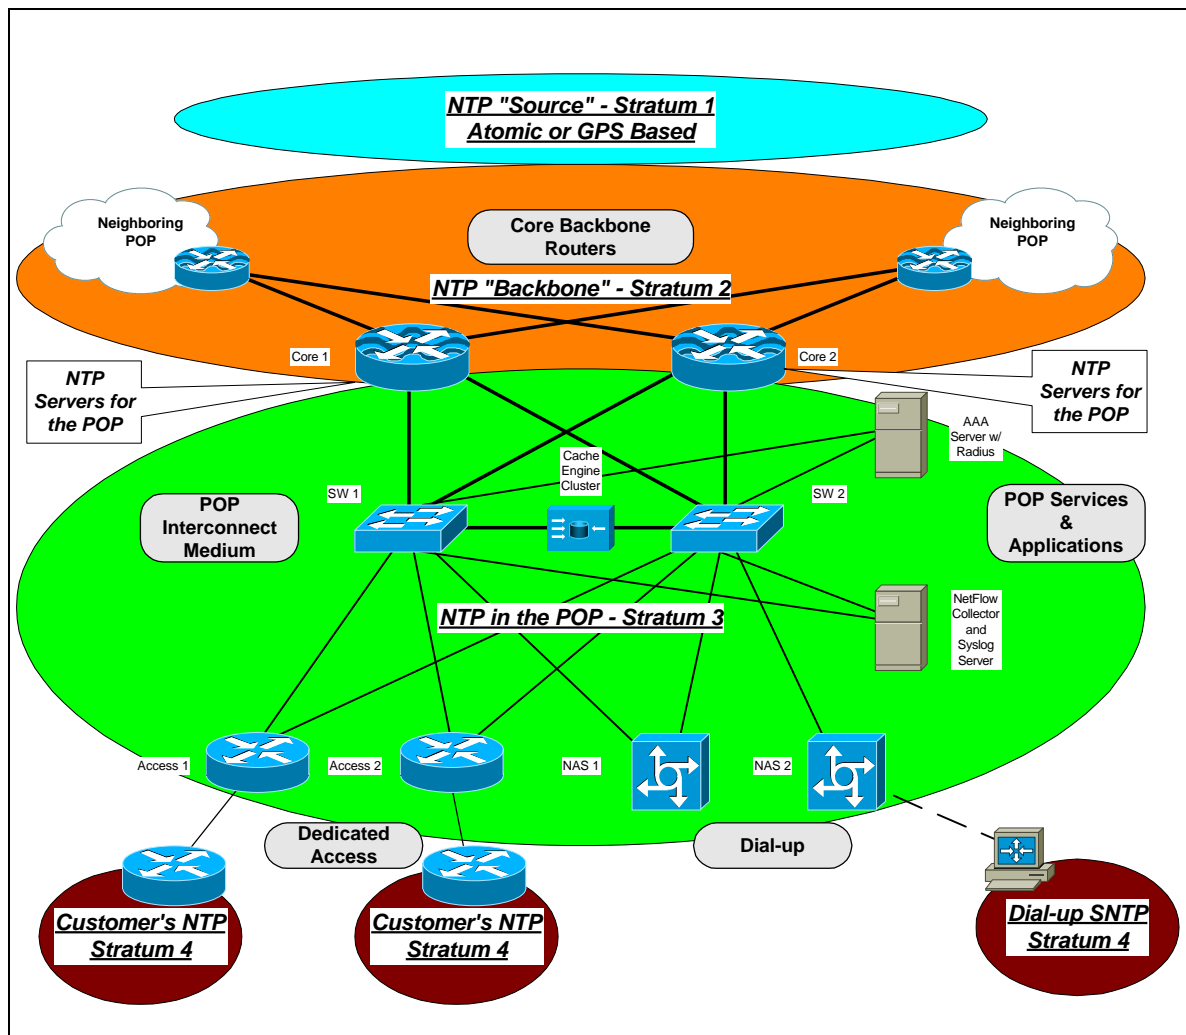 NTP "Source" - Stratum 1
Atomic or GPS Based
Neighboring
POP
Core Backbone
Routers
Neighboring
POP
NTP "Backbone" - Stratum 2
Core 1
Core 2
NTP
Servers for
the POP
NTP
Servers for
the POP
AAA
Server w/
Radius
Cache
Engine
Cluster
SW 1
SW 2
POP
Interconnect
Medium
POP Services
&
Applications
NTP in the POP - Stratum 3
NetFlow
Collector
and
Syslog
Server
Access 1
Access 2
NAS 1
NAS 2
Dedicated
Access
Dial-up
Customer's NTP
Stratum 4
Customer's NTP
Stratum 4
Dial-up SNTP
Stratum 4